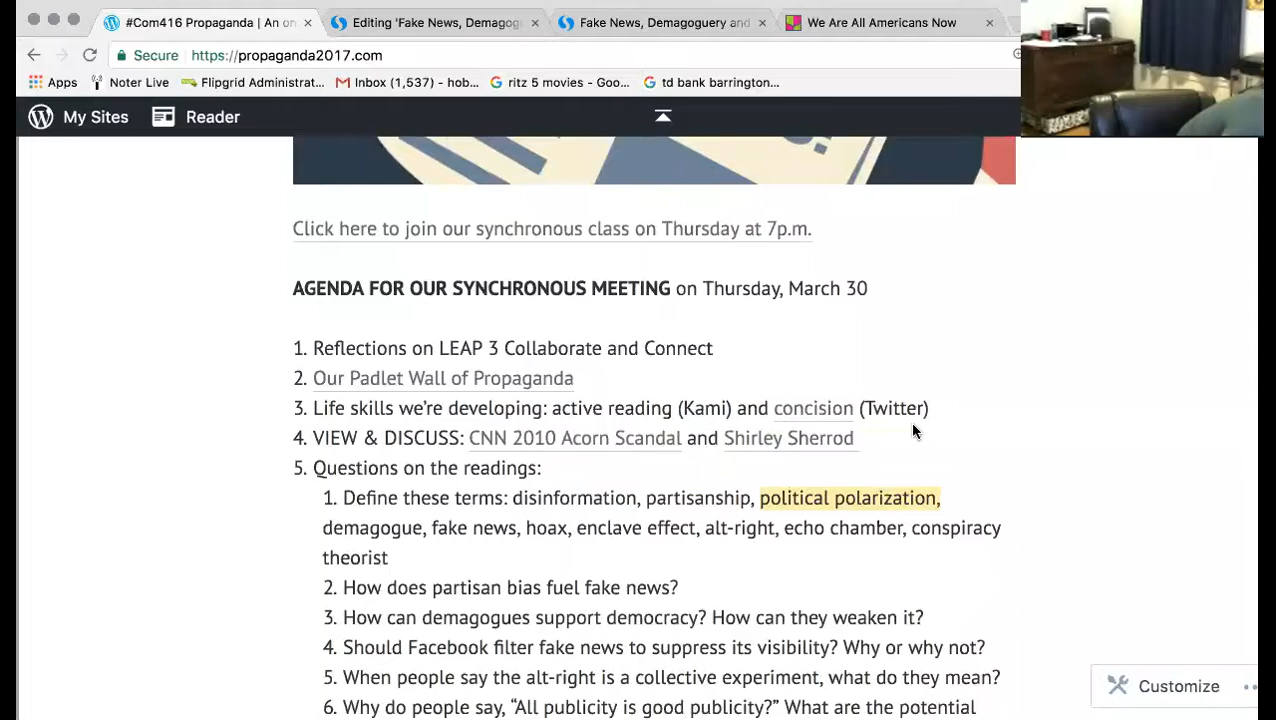 #Com416 Propaganda | An on
Editing 'Fake News, Demagog
Fake News, Demagoguery and
We Are All Americans Now
Secure https://propaganda2017.com
Apps
Noter Live
Flipgrid Administrat...
Inbox (1,537) - hob...
ritz 5 movies - Goo...
td bank barrington...
My Sites
Reader
Click here to join our synchronous class on Thursday at 7p.m.
AGENDA FOR OUR SYNCHRONOUS MEETING on Thursday, March 30
1. Reflections on LEAP 3 Collaborate and Connect
2. Our Padlet Wall of Propaganda
3. Life skills we're developing: active reading (Kami) and concision (Twitter)
4. VIEW & DISCUSS: CNN 2010 Acorn Scandal and Shirley Sherrod
5. Questions on the readings:
1. Define these terms: disinformation, partisanship, political polarization,
demagogue, fake news, hoax, enclave effect, alt-right, echo chamber, conspiracy
theorist
2. How does partisan bias fuel fake news?
3. How can demagogues support democracy? How can they weaken it?
4. Should Facebook filter fake news to suppress its visibility? Why or why not?
5. When people say the alt-right is a collective experiment, what do they mean?
6. Why do people say, "All publicity is good publicity?" What are the potential
Customize